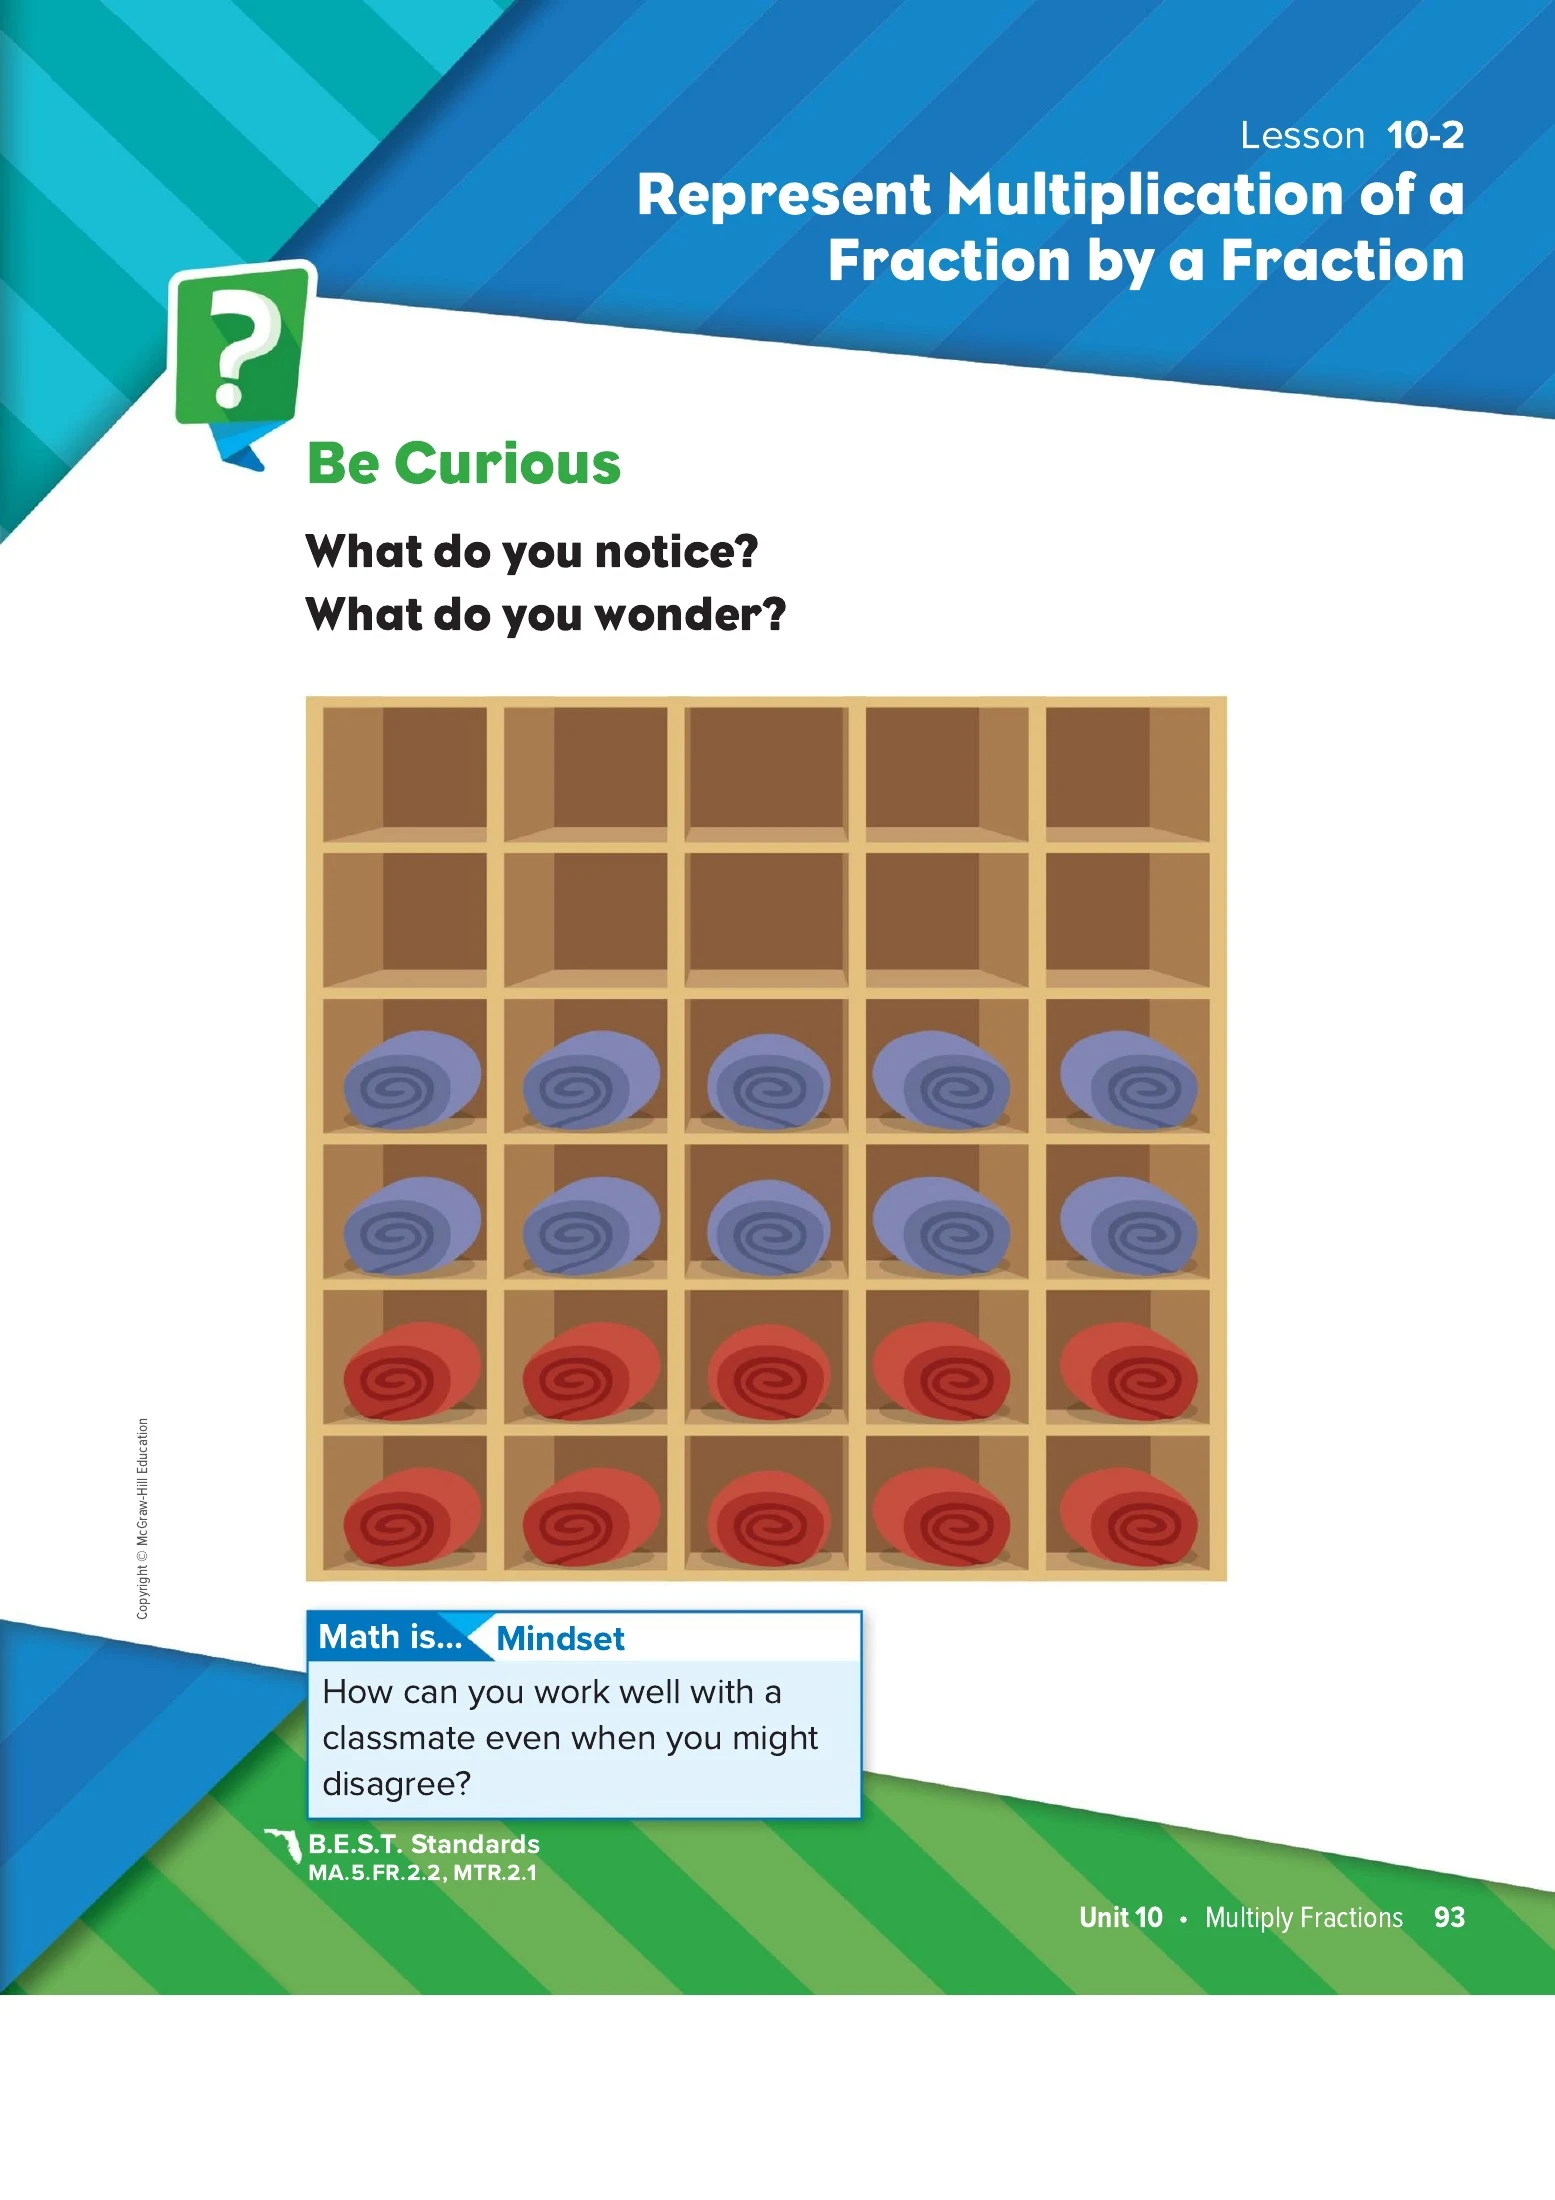 Lesson 10-2
Represent Multiplication of a
Fraction by a Fraction
?
Be Curious
What do you notice?
What do you wonder?
Copyright © McGraw-Hill Education
Math is... Mindset
How can you work well with a
classmate even when you might
disagree?
B.E.S.T. Standards
MA.5.FR.2.2, MTR.2.1
Unit 10 • Multiply Fractions 93